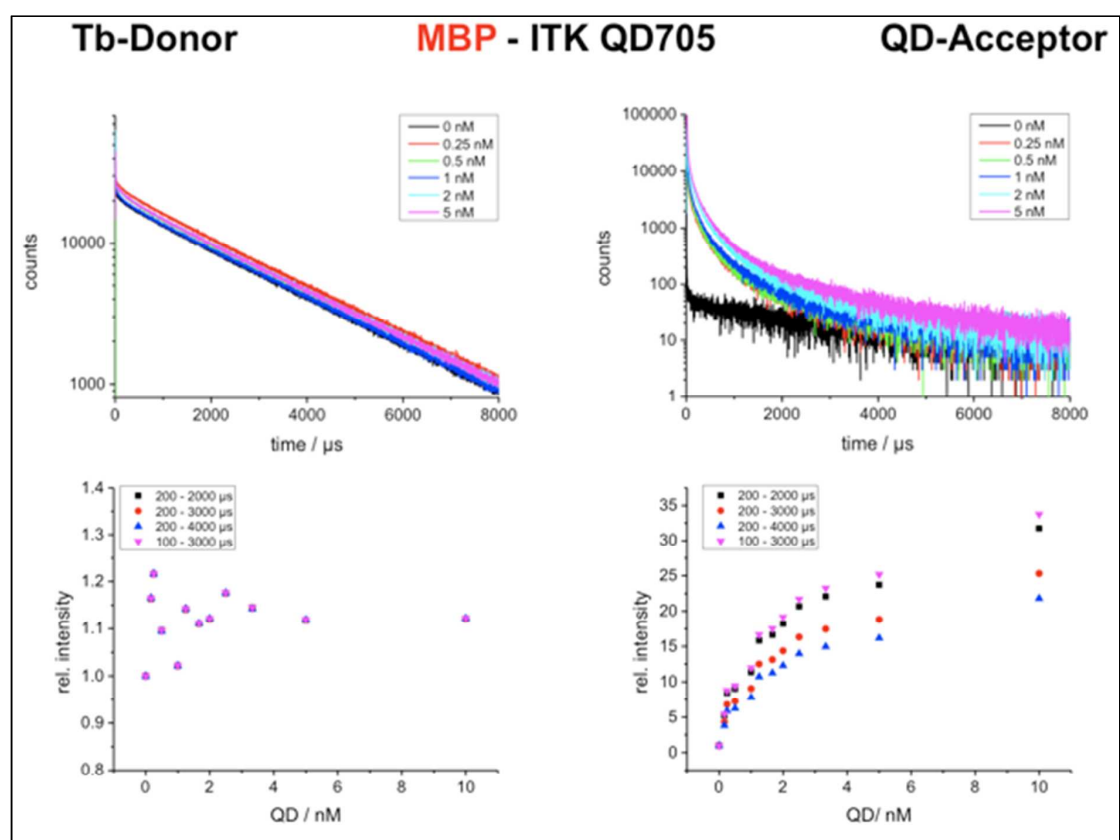 Tb-Donor MBP - ITK QD705 QD-Acceptor
0 nM
0.25 nM
0.5 nM
1 nM
2 nM
5 nM
10000
1000
counts
0 2000 4000 6000 8000
time / µs
0 nM
0.25 nM
0.5 nM
1 nM
2 nM
5 nM
100000
10000
1000
100
10
1
counts
0 2000 4000 6000 8000
time / µs
200 - 2000 µs
200 - 3000 µs
200 - 4000 µs
100 - 3000 µs
1.4
1.3
1.2
1.1
1.0
0.9
0.8
rel. intensity
0 2 4 6 8 10
QD / nM
200 - 2000 µs
200 - 3000 µs
200 - 4000 µs
100 - 3000 µs
35
30
25
20
15
10
5
0
rel. intensity
0 2 4 6 8 10
QD/ nM